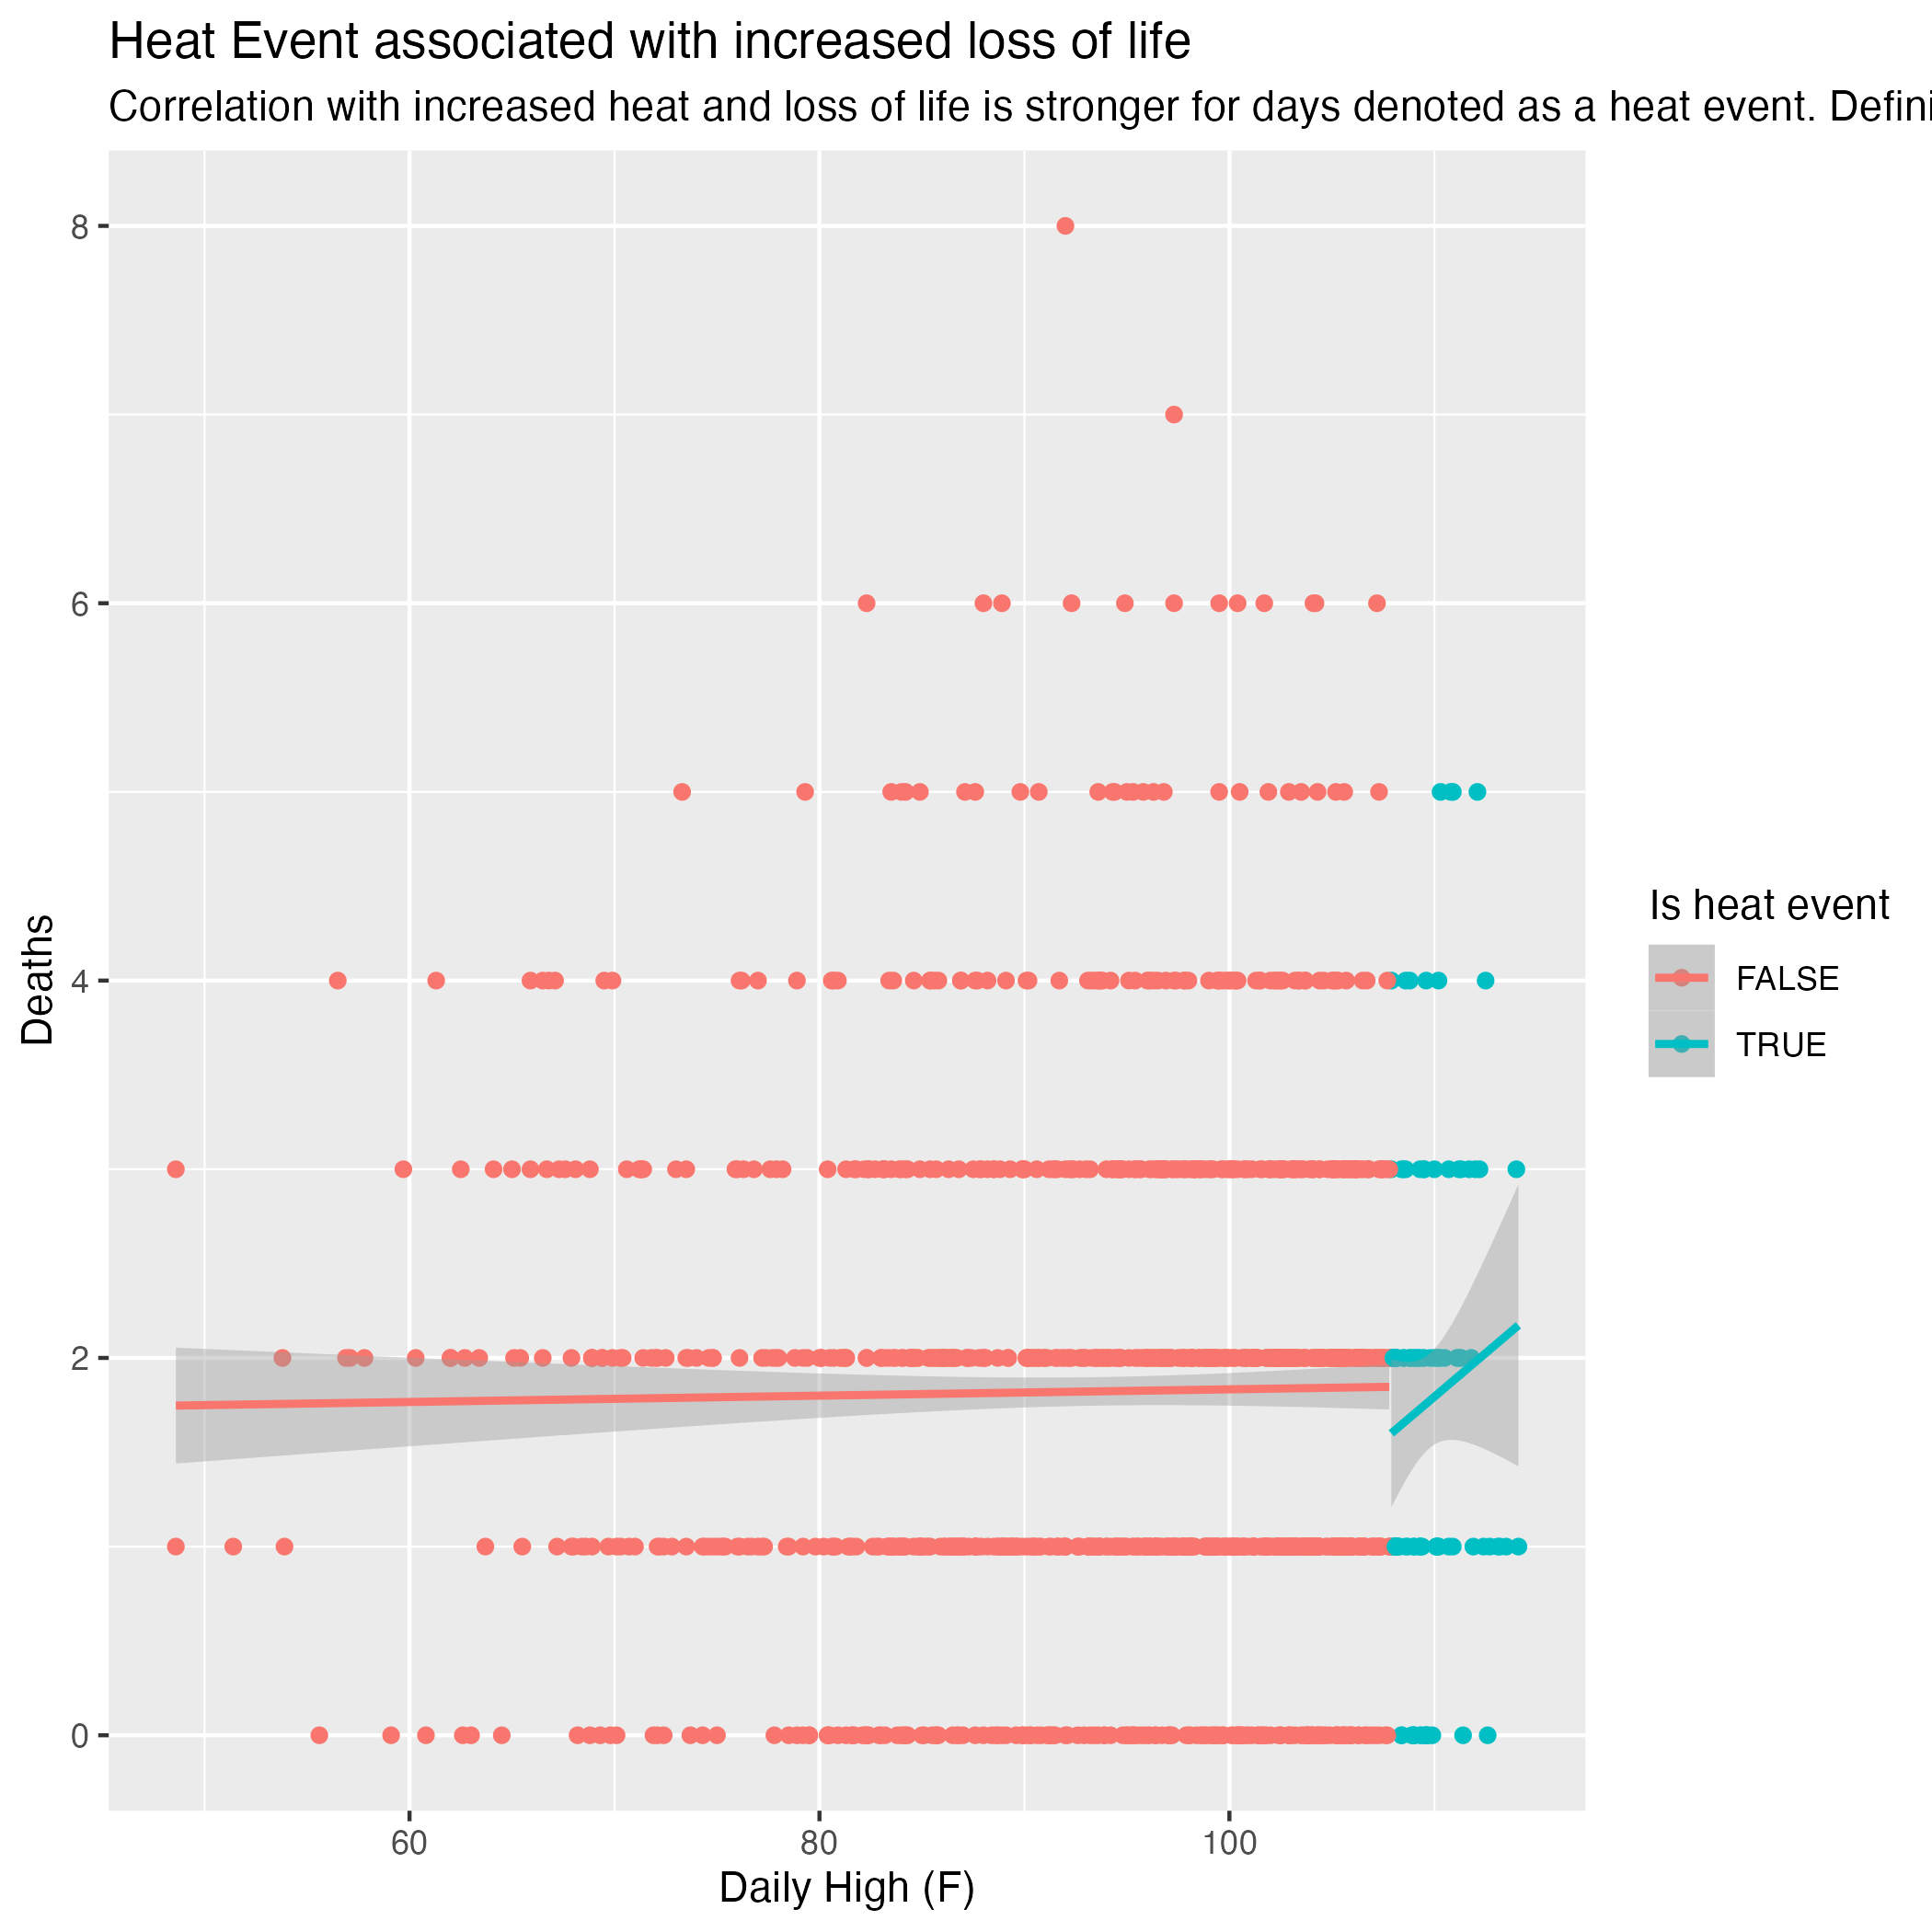 Heat Event associated with increased loss of life
Correlation with increased heat and loss of life is stronger for days denoted as a heat event.
8
6
4
2
0
Deaths
60
80
100
Daily High (F)
Is heat event
FALSE
TRUE